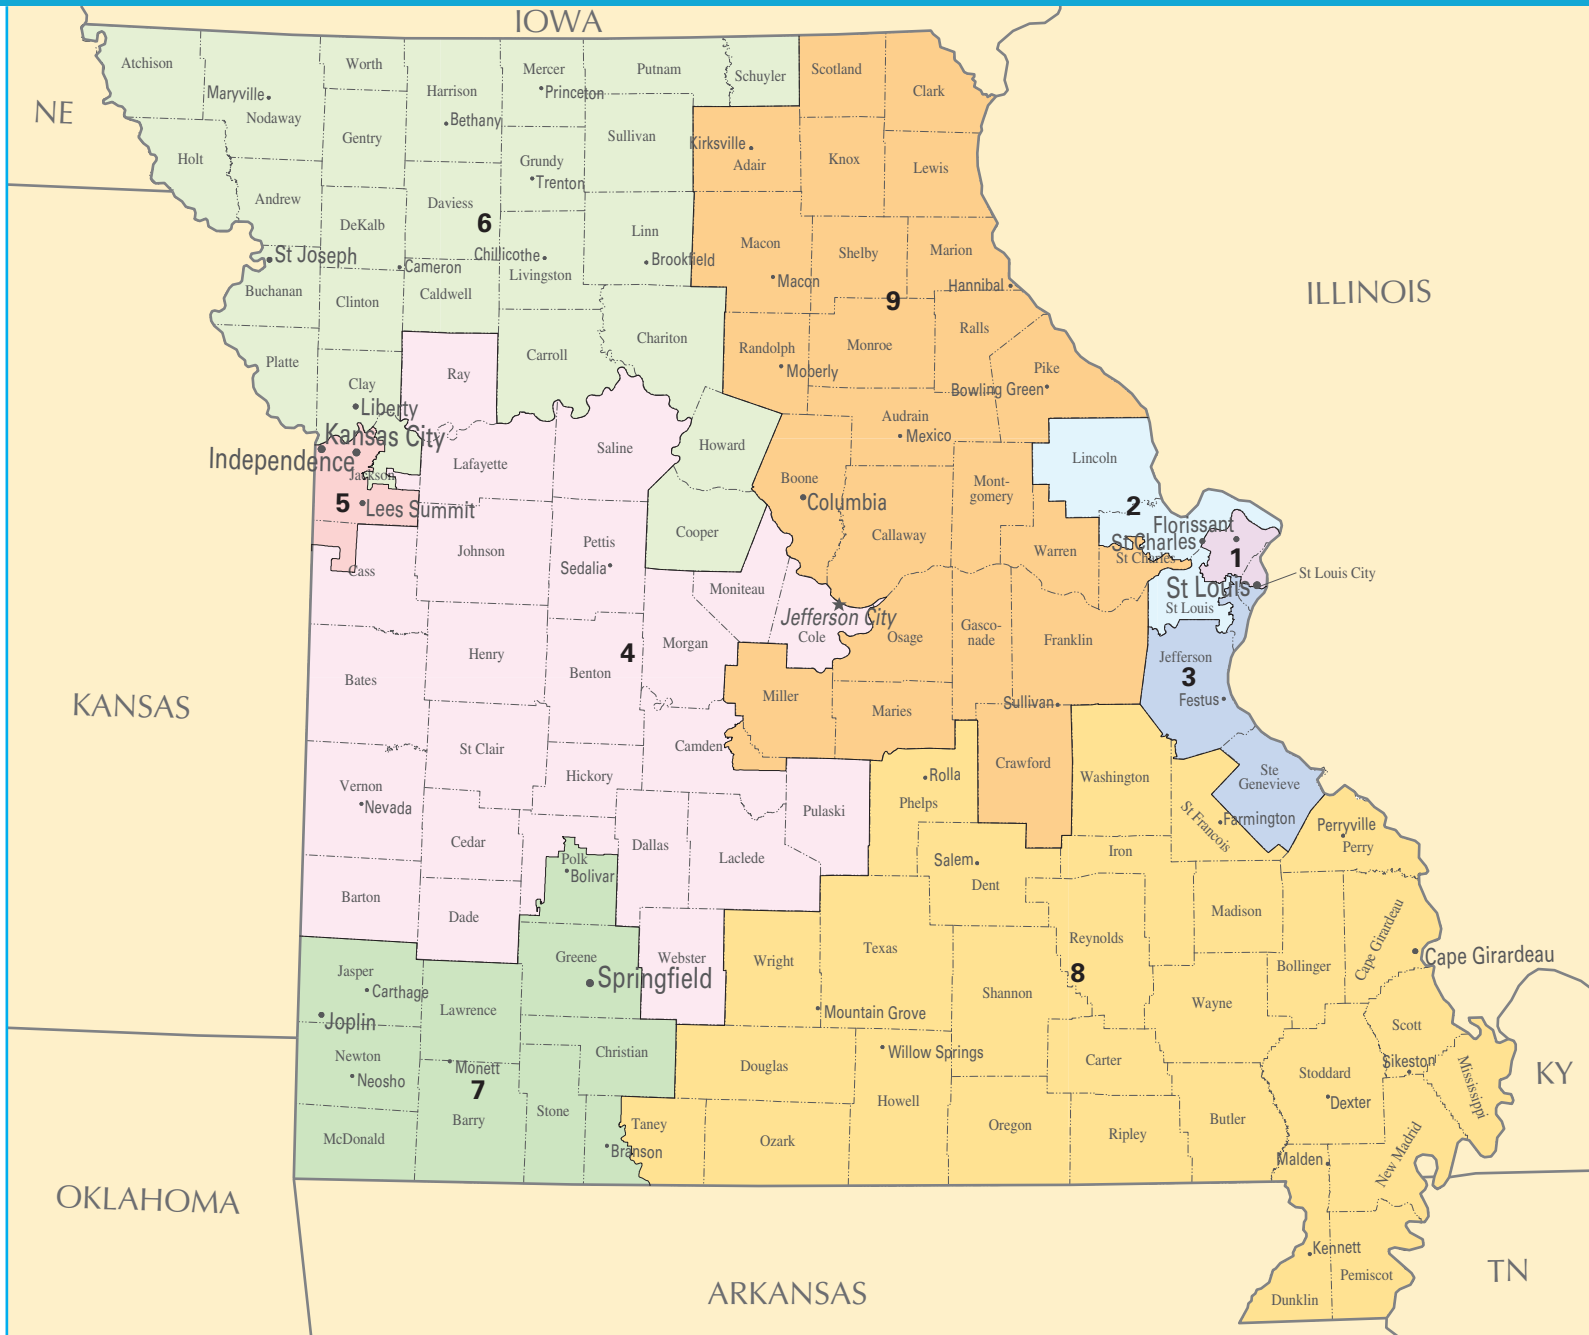 IOWA
NE
ILLINOIS
KANSAS
OKLAHOMA
ARKANSAS
KY
TN
Atchison
Worth
Mercer
Putnam
Schuyler
Scotland
Clark
Maryville
Nodaway
Harrison
Princeton
Bethany
Gentry
Sullivan
Kirksville
Adair
Knox
Lewis
Holt
Grundy
Trenton
Andrew
Daviess
6
DeKalb
Linn
Macon
Shelby
Marion
St Joseph
Cameron
Chillicothe
Livingston
Brookfield
Macon
Hannibal
Buchanan
Clinton
Caldwell
9
Ralls
Chariton
Randolph
Monroe
Platte
Carroll
Ray
Moberly
Pike
Bowling Green
Clay
Liberty
Audrain
Mexico
Kansas City
Independence
Jackson
Lafayette
Saline
Howard
Lincoln
Boone
Columbia
Mont-
gomery
5
Lees Summit
2
Florissant
Cooper
Callaway
St Charles
St Charles
1
Johnson
Pettis
Sedalia
Warren
Cass
St Louis City
St Louis
St Louis
Moniteau
Jefferson City
Cole
Osage
Gasco-
nade
Franklin
Henry
4
Morgan
Benton
Jefferson
3
Festus
Bates
Miller
Maries
Sullivan
St Clair
Camden
Crawford
Washington
Ste
Genevieve
Hickory
Rolla
Phelps
Vernon
Nevada
Pulaski
St Francois
Farmington
Perryville
Perry
Cedar
Polk
Bolivar
Dallas
Laclede
Salem
Dent
Iron
Barton
Dade
Madison
Cape Girardeau
Cape Girardeau
Greene
Springfield
Webster
Wright
Texas
Reynolds
Bollinger
Jasper
Carthage
8
Shannon
Wayne
Lawrence
Joplin
Mountain Grove
Scott
Newton
Neosho
Monett
7
Christian
Willow Springs
Douglas
Carter
Sikeston
Mississippi
Stoddard
Dexter
McDonald
Barry
Stone
Taney
Branson
Ozark
Howell
Oregon
Ripley
Butler
New Madrid
Malden
Kennett
Pemiscot
Dunklin